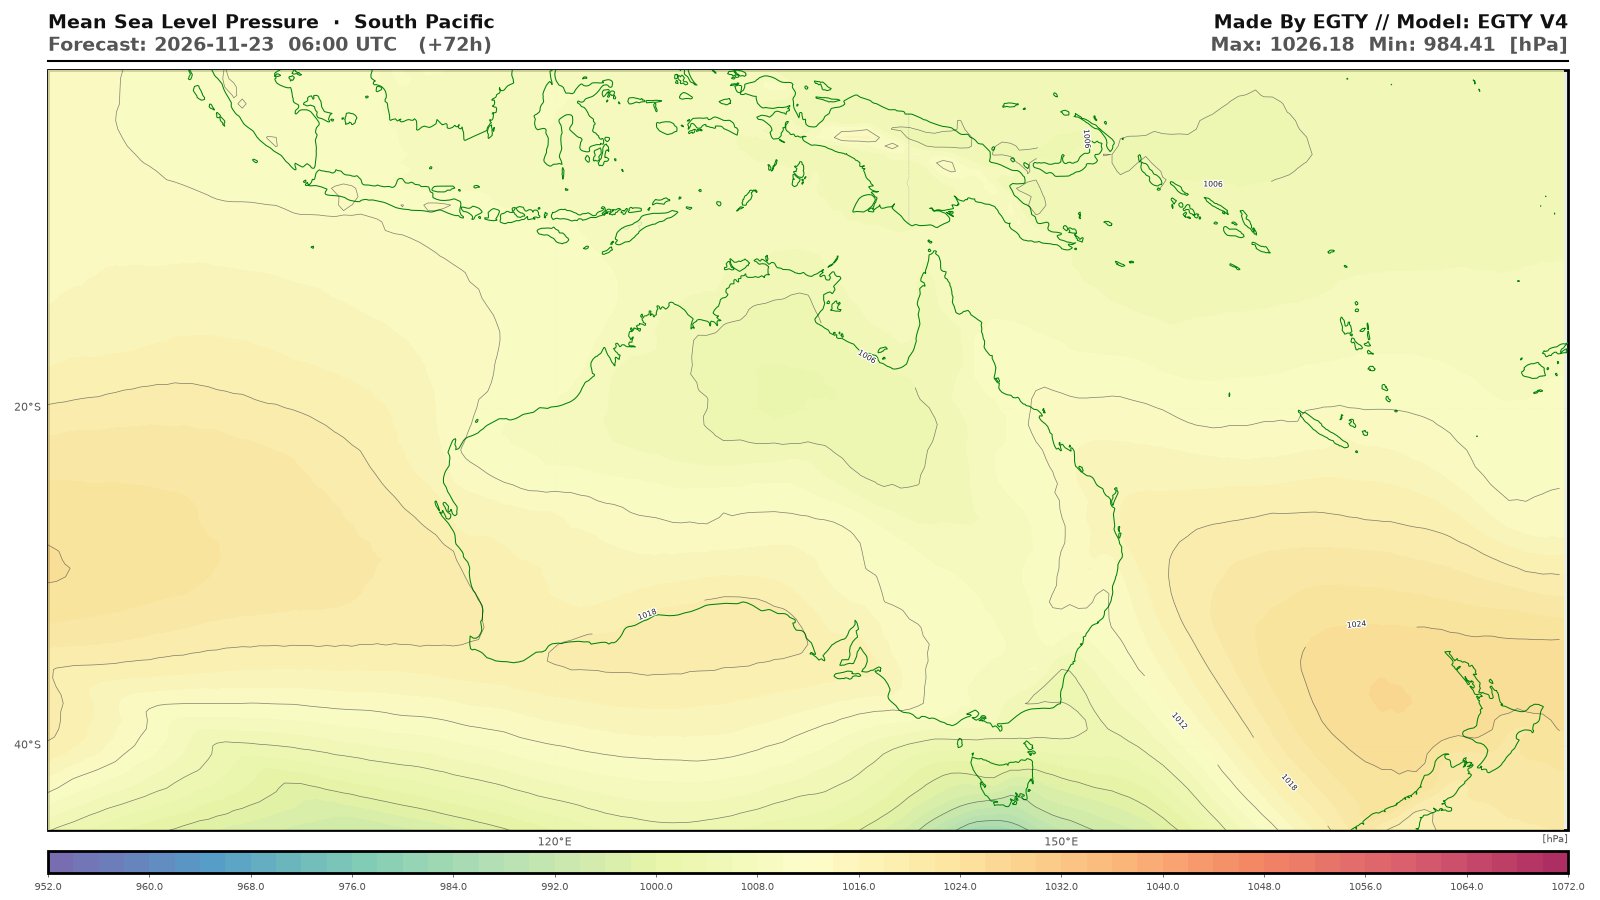 Mean Sea Level Pressure · South Pacific
Made By EGTY // Model: EGTY V4
Forecast: 2026-11-23 06:00 UTC (+72h)
Max: 1026.18 Min: 984.41 [hPa]
1006
1006
1006
20°S
1018
1024
1012
40°S
1018
120°E
150°E
[hPa]
952.0 960.0 968.0 976.0 984.0 992.0 1000.0 1008.0 1016.0 1024.0 1032.0 1040.0 1048.0 1056.0 1064.0 1072.0